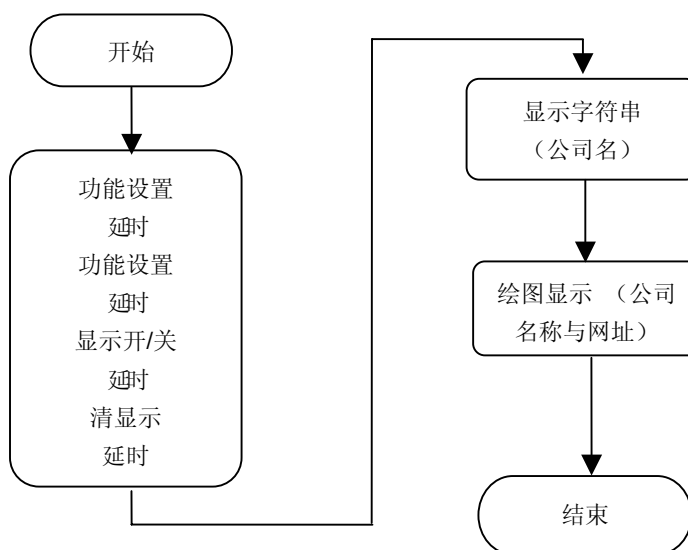 开始
功能设置
延时
功能设置
延时
显示开/关
延时
清显示
延时
显示字符串
（公司名）
绘图显示 （公司
名称与网址）
结束